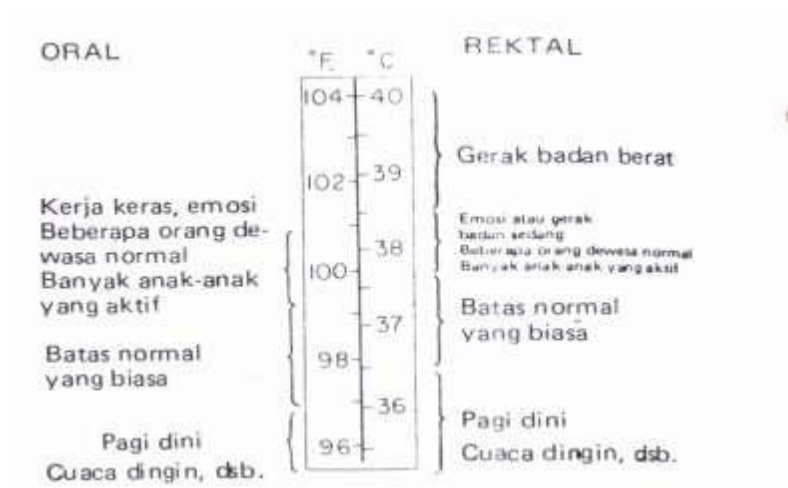 ORAL
°F. °C
REKTAL
104 40
Gerak badan berat
102 39
Kerja keras, emosi
Beberapa orang de-
wasa normal
Banyak anak-anak
yang aktif
Emosi atau gerak
badan sedang
Beberapa orang dewasa normal
Banyak anak anak yang aktif
38
100
Batas normal
yang biasa
37
Batas normal
yang biasa
98
36
Pagi dini
Cuaca dingin, dsb.
96
Pagi dini
Cuaca dingin, dsb.